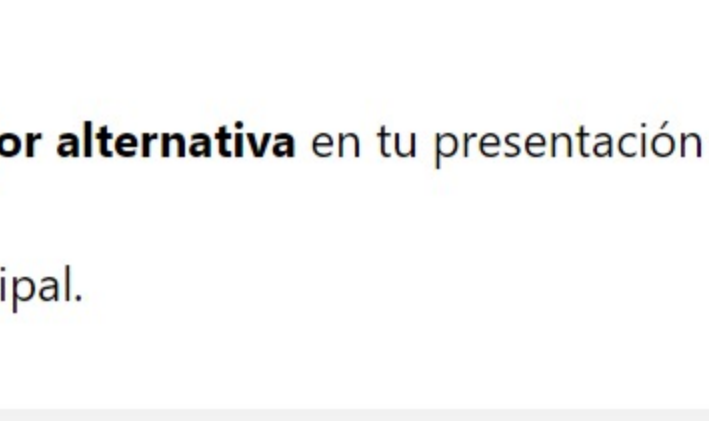 or alternativa en tu presentación
ipal.